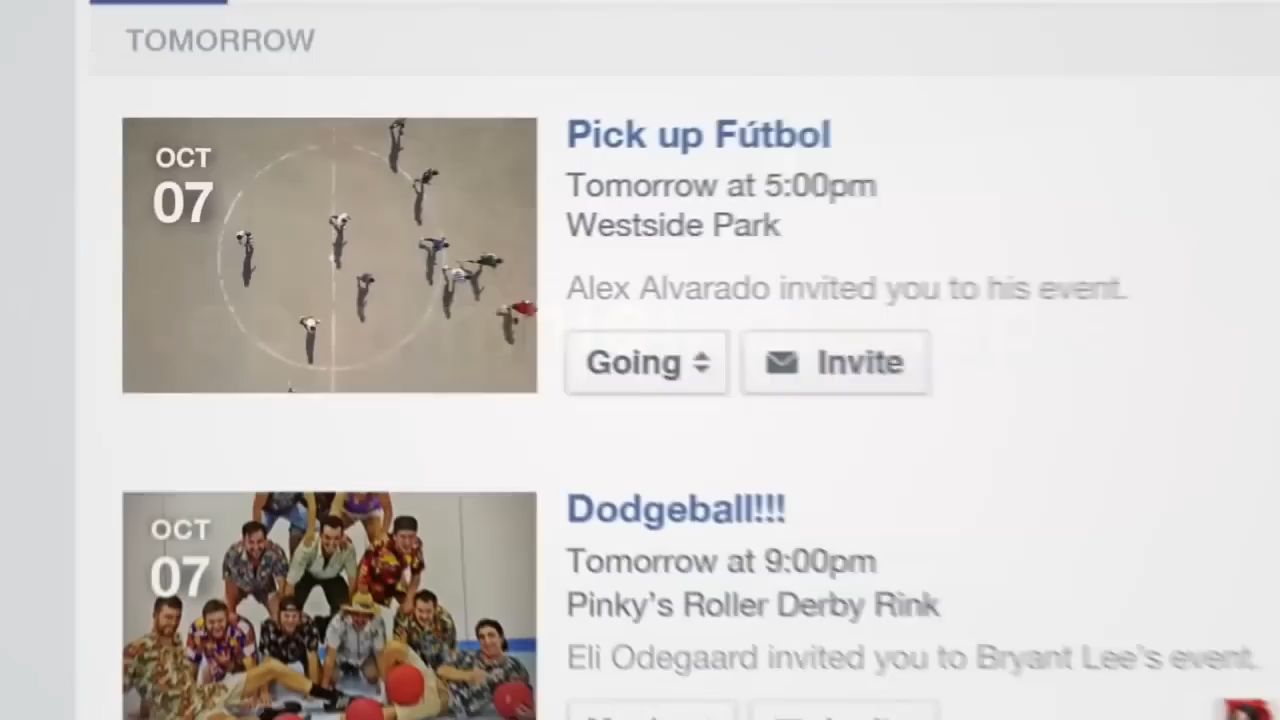 TOMORROW
OCT
07
Pick up Fútbol
Tomorrow at 5:00pm
Westside Park
Alex Alvarado invited you to his event.
Going
Invite
OCT
07
Dodgeball!!!
Tomorrow at 9:00pm
Pinky's Roller Derby Rink
Eli Odegaard invited you to Bryant Lee's event.